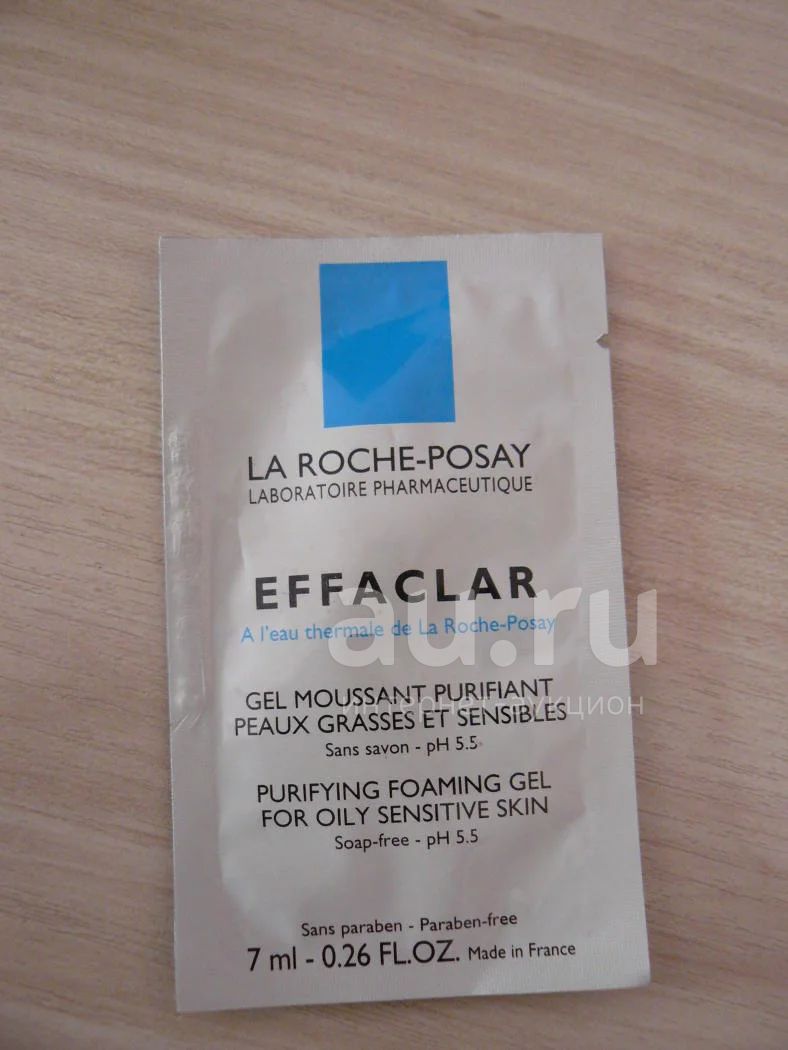 LA ROCHE-POSAY
LABORATOIRE PHARMACEUTIQUE
EFFACLAR
A l'eau thermale de La Roche-Posay
au.ru
интернет-аукцион
GEL MOUSSANT PURIFIANT
PEAUX GRASSES ET SENSIBLES
Sans savon - pH 5.5
PURIFYING FOAMING GEL
FOR OILY SENSITIVE SKIN
Soap-free - pH 5.5
Sans paraben - Paraben-free
7 ml - 0.26 FL.OZ. Made in France